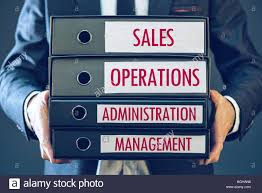 SALES
OPERATIONS
ADMINISTRATION
MANAGEMENT
alamy stock photo